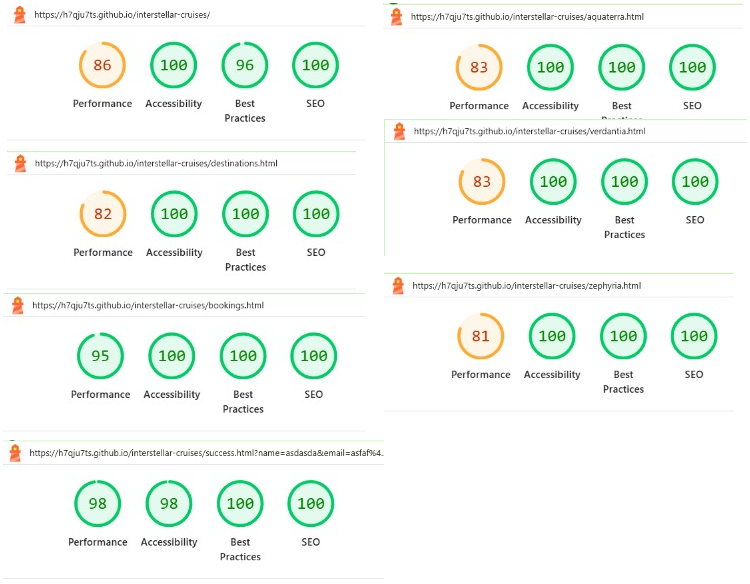 https://h7qju7ts.github.io/interstellar-cruises/
86 100 96 100
Performance Accessibility Best Practices SEO
https://h7qju7ts.github.io/interstellar-cruises/destinations.html
82 100 100 100
Performance Accessibility Best Practices SEO
https://h7qju7ts.github.io/interstellar-cruises/bookings.html
95 100 100 100
Performance Accessibility Best Practices SEO
https://h7qju7ts.github.io/interstellar-cruises/success.html?name=asdasda&email=asfaf%4...
98 98 100 100
Performance Accessibility Best Practices SEO
https://h7qju7ts.github.io/interstellar-cruises/aquaterra.html
83 100 100 100
Performance Accessibility Best Practices SEO
https://h7qju7ts.github.io/interstellar-cruises/verdantia.html
83 100 100 100
Performance Accessibility Best Practices SEO
https://h7qju7ts.github.io/interstellar-cruises/zephyria.html
81 100 100 100
Performance Accessibility Best Practices SEO